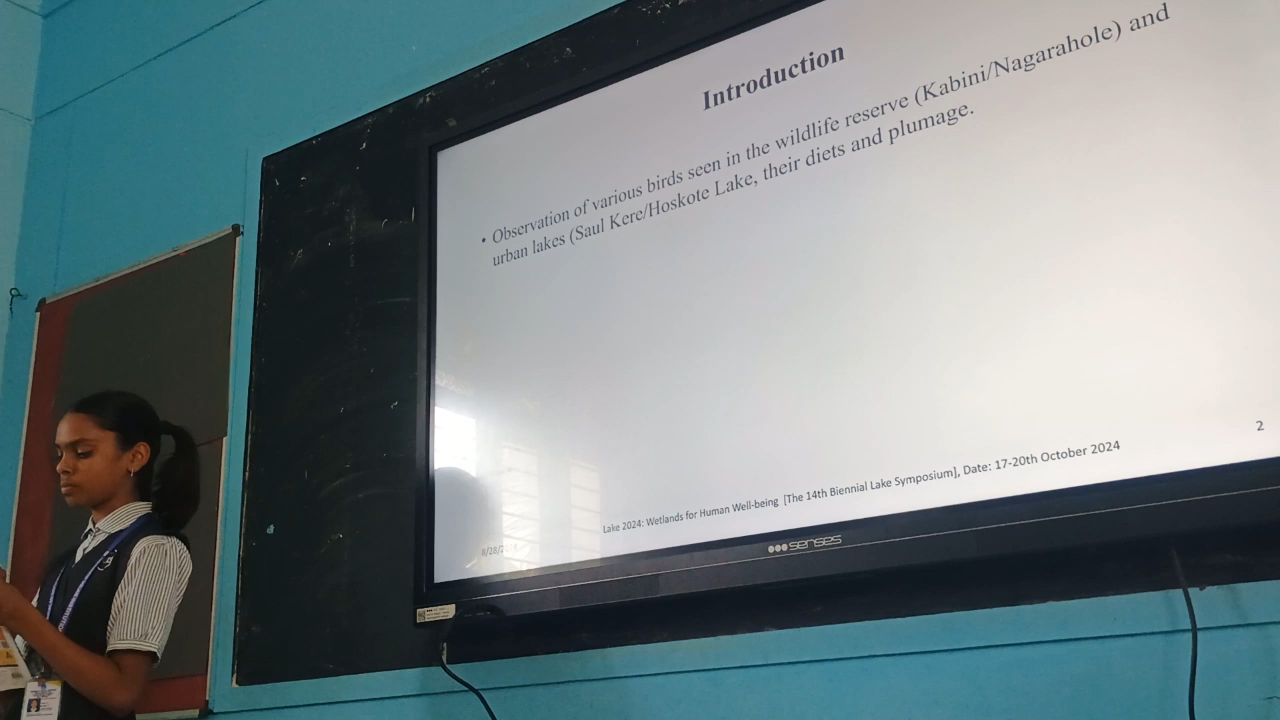 Introduction
• Observation of various birds seen in the wildlife reserve (Kabini/Nagarahole) and
urban lakes (Saul Kere/Hoskote Lake, their diets and plumage.
2
Lake 2024: Wetlands for Human Well-being [The 14th Biennial Lake Symposium], Date: 17-20th October 2024
8/28/
senses